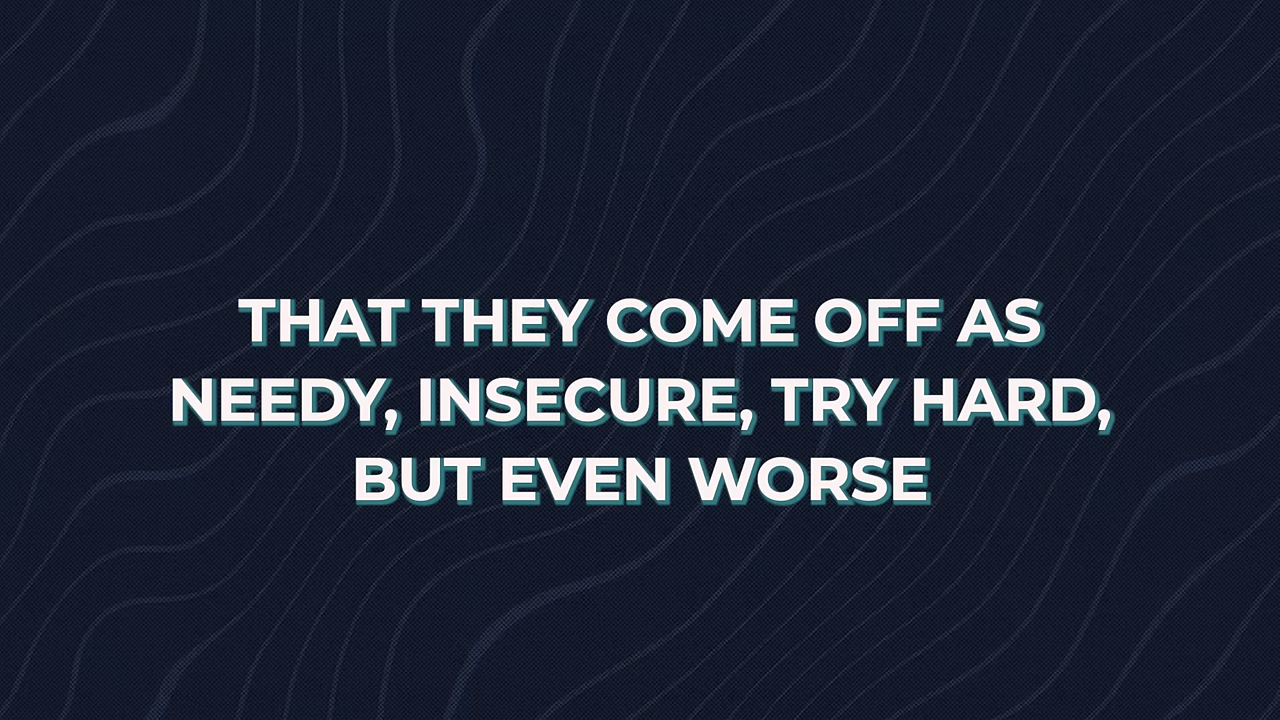 THAT THEY COME OFF AS
NEEDY, INSECURE, TRY HARD,
BUT EVEN WORSE